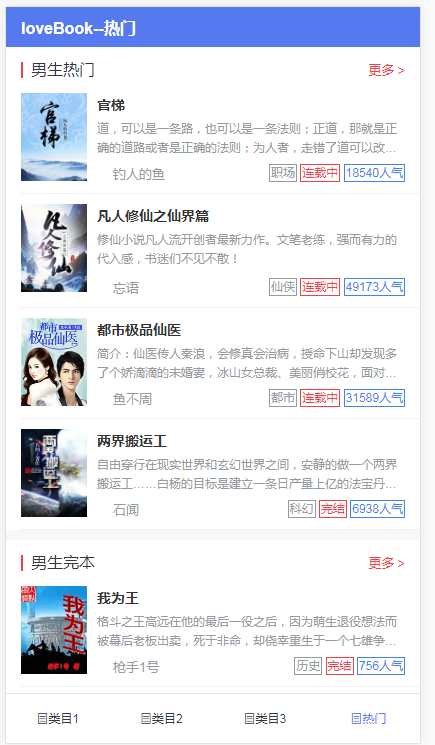 loveBook--热门
男生热门
更多 >
官梯
官梯
道，可以是一条路，也可以是一条法则；正道，那就是正
确的道路或者是正确的法则；为人者，走错了道可以改…
钓人的鱼 职场 连载中 18540人气
凡人修仙
凡人修仙之仙界篇
修仙小说凡人流开创者最新力作。文笔老练，强而有力的
代入感，书迷们不见不散！
忘语 仙侠 连载中 49173人气
都市
极品仙医
都市极品仙医
简介：仙医传人秦浪，会修真会治病，授命下山却发现多
了个娇滴滴的未婚妻，冰山女总裁、美丽俏校花，面对…
鱼不周 都市 连载中 31589人气
两界搬运工
两界搬运工
自由穿行在现实世界和玄幻世界之间，安静的做一个两界
搬运工……白杨的目标是建立一条日产量上亿的法宝丹…
石闻 科幻 完结 6938人气
男生完本
更多 >
我为王
我为王
格斗之王高远在他的最后一役之后，因为萌生退役想法而
被幕后老板出卖，死于非命，却侥幸重生于一个七雄争…
枪手1号 历史 完结 756人气
类目1 类目2 类目3 热门